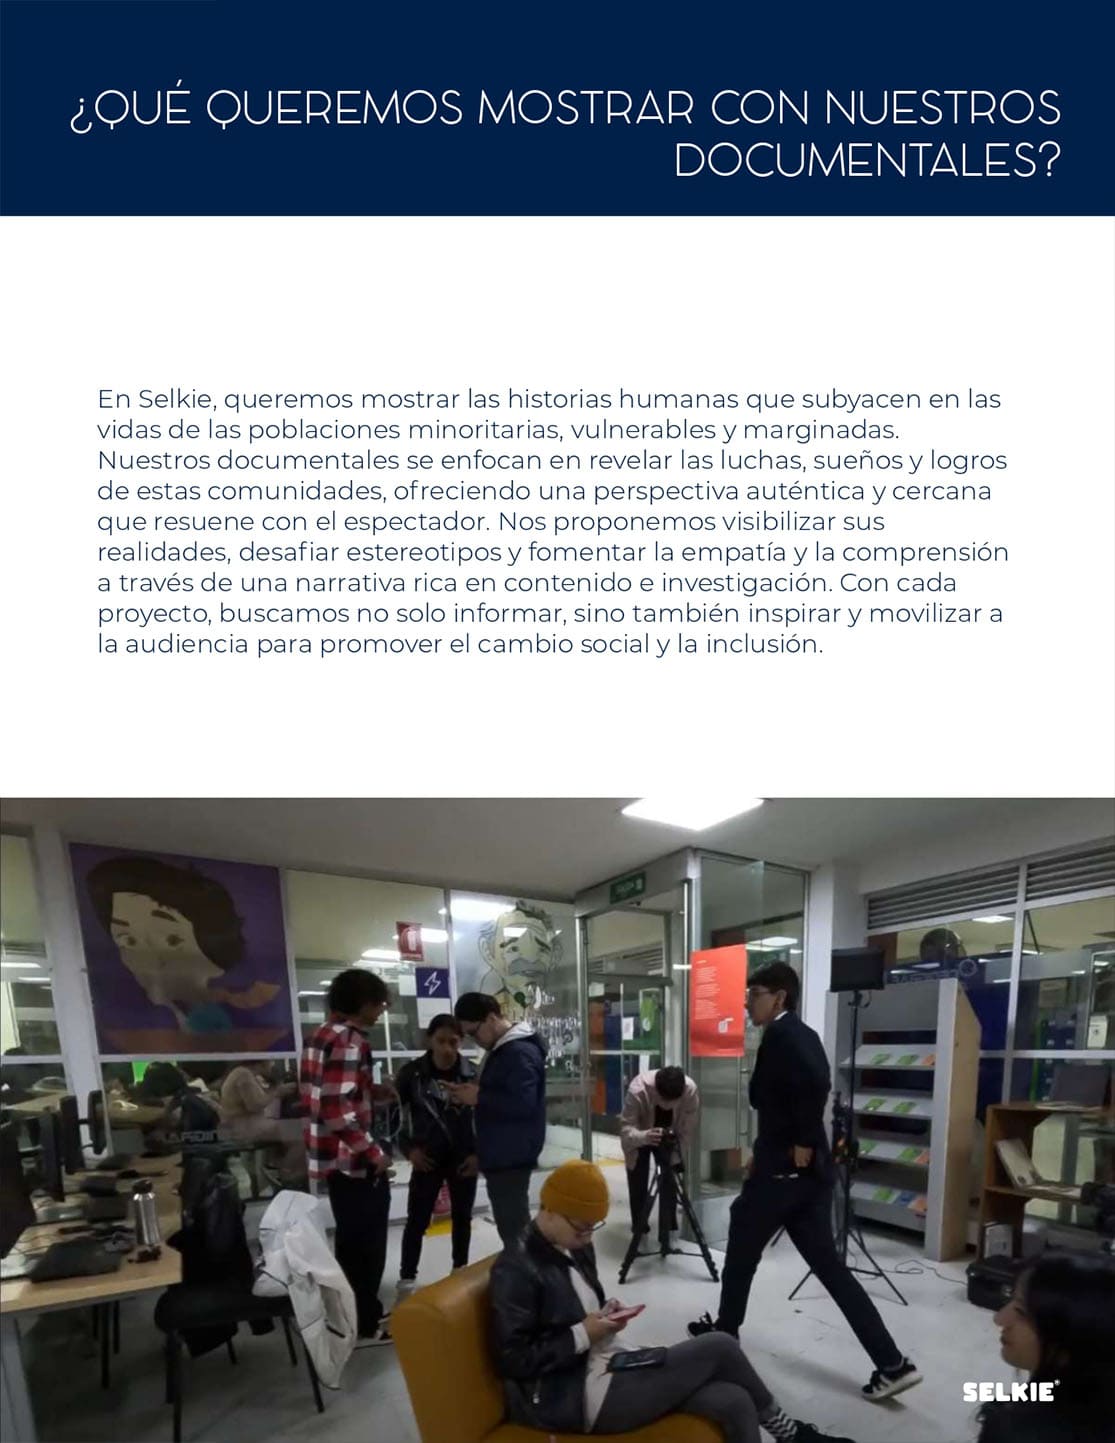 ¿QUÉ QUEREMOS MOSTRAR CON NUESTROS
DOCUMENTALES?
En Selkie, queremos mostrar las historias humanas que subyacen en las
vidas de las poblaciones minoritarias, vulnerables y marginadas.
Nuestros documentales se enfocan en revelar las luchas, sueños y logros
de estas comunidades, ofreciendo una perspectiva auténtica y cercana
que resuene con el espectador. Nos proponemos visibilizar sus
realidades, desafiar estereotipos y fomentar la empatía y la comprensión
a través de una narrativa rica en contenido e investigación. Con cada
proyecto, buscamos no solo informar, sino también inspirar y movilizar a
la audiencia para promover el cambio social y la inclusión.
SELKIE®